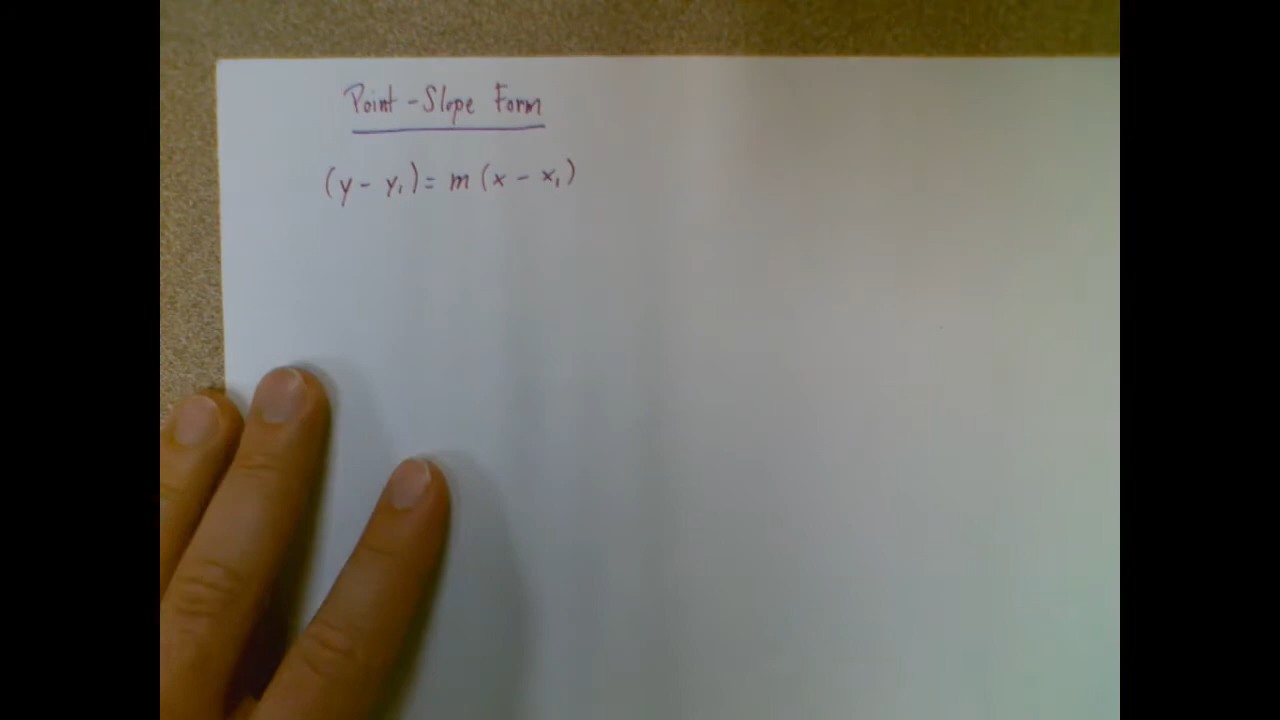 Point-Slope Form
(y - y₁) = m (x - x₁)